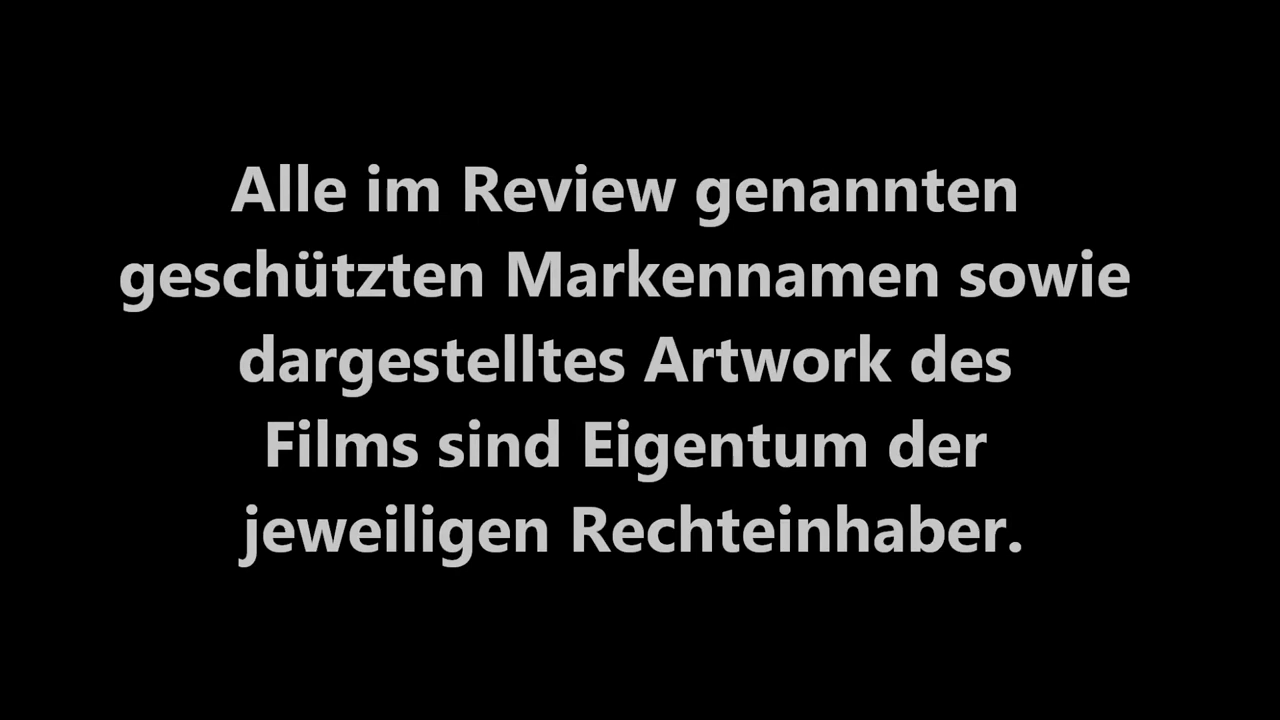 Alle im Review genannten
geschützten Markennamen sowie
dargestelltes Artwork des
Films sind Eigentum der
jeweiligen Rechteinhaber.